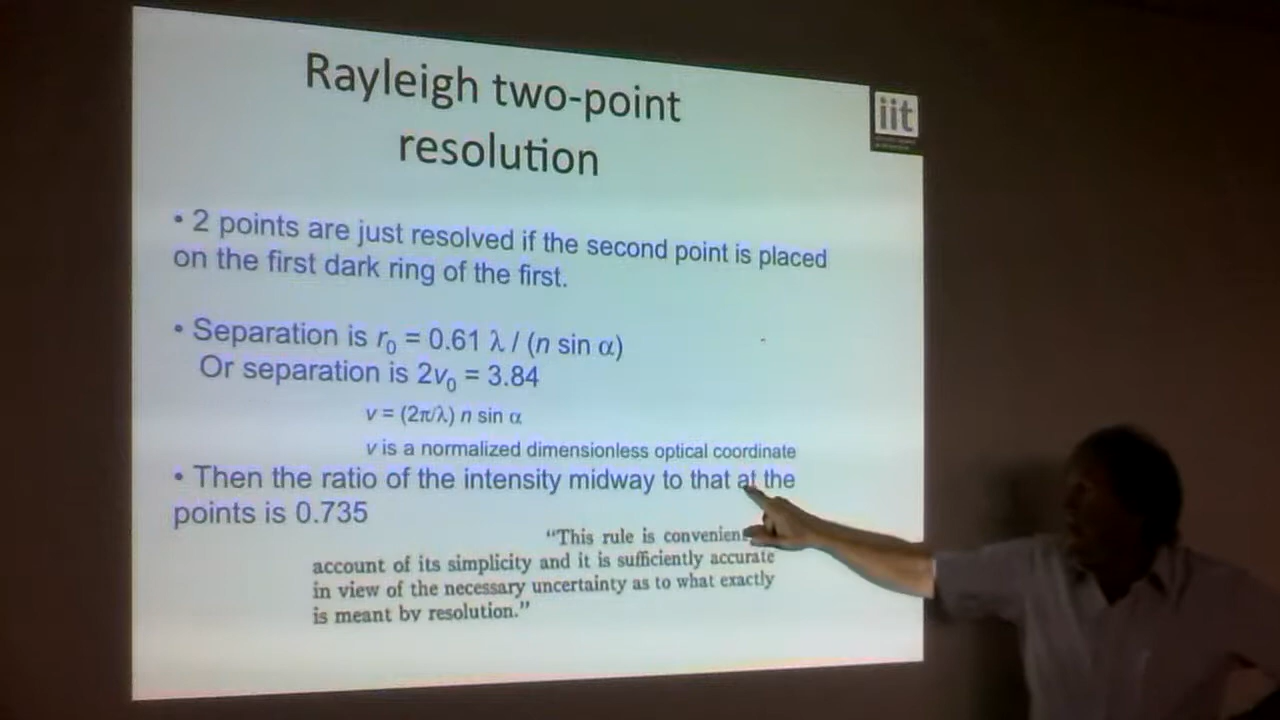 Rayleigh two-point
resolution
iit
• 2 points are just resolved if the second point is placed
on the first dark ring of the first.
• Separation is r₀ = 0.61 λ / (n sin α)
Or separation is 2v₀ = 3.84
v = (2π/λ) n sin α
v is a normalized dimensionless optical coordinate
• Then the ratio of the intensity midway to that at the
points is 0.735
“This rule is convenien
account of its simplicity and it is sufficiently accurate
in view of the necessary uncertainty as to what exactly
is meant by resolution.”